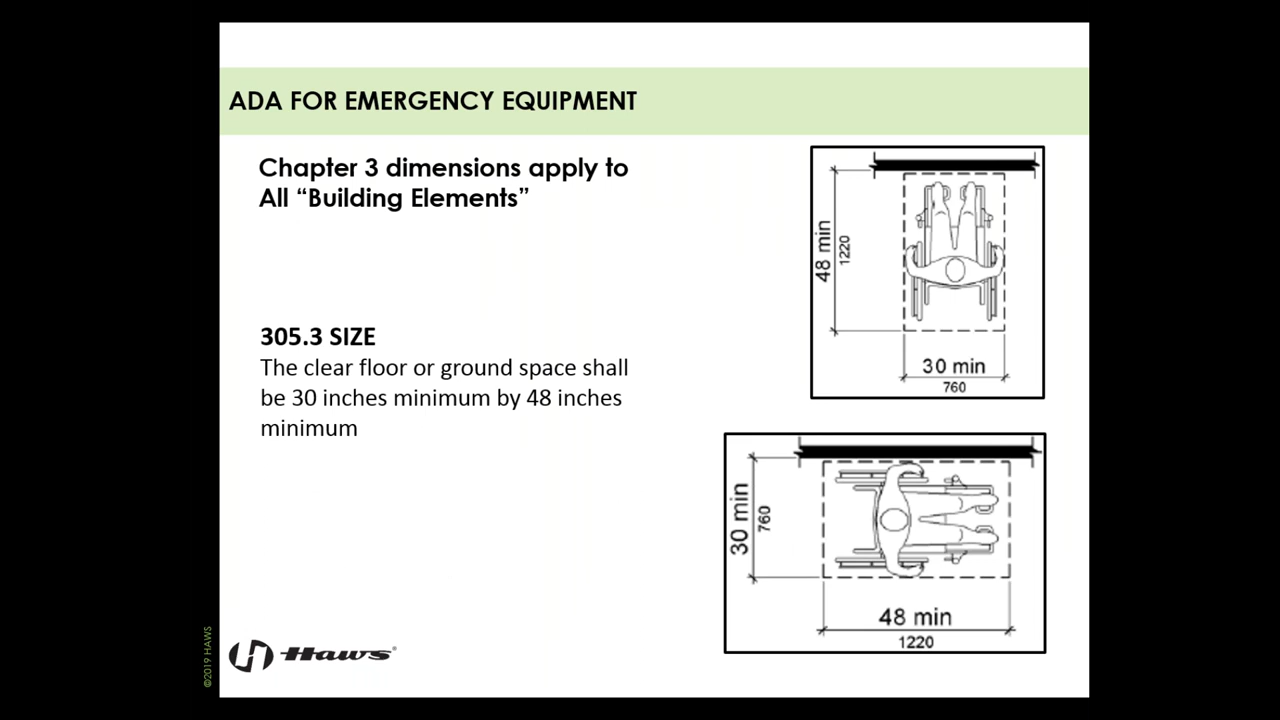 ADA FOR EMERGENCY EQUIPMENT
Chapter 3 dimensions apply to
All “Building Elements”
305.3 SIZE
The clear floor or ground space shall
be 30 inches minimum by 48 inches
minimum
48 min
1220
30 min
760
30 min
760
48 min
1220
Haws®
©2019 HAWS